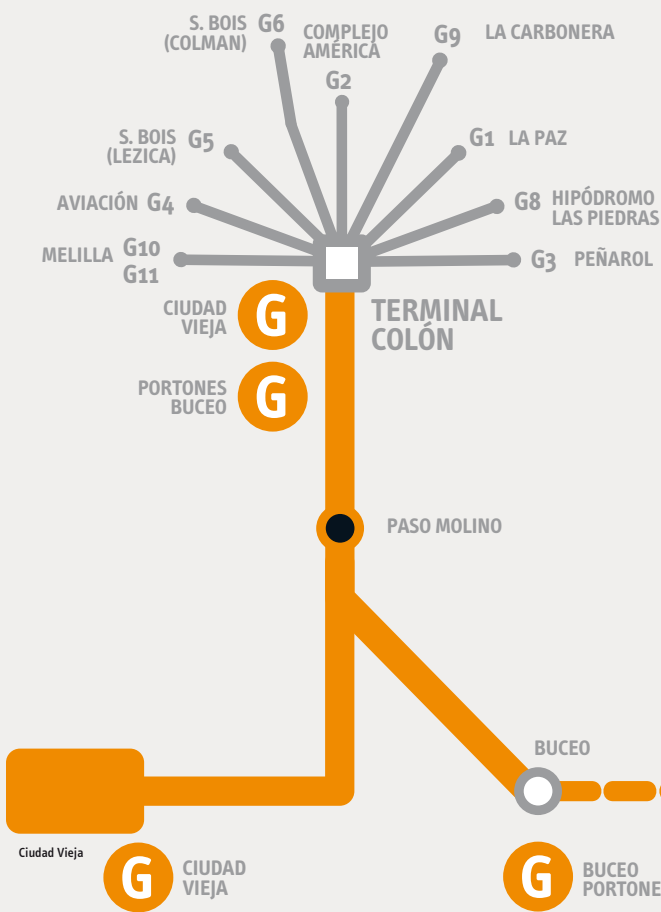 S. BOIS G6
(COLMAN)
COMPLEJO
AMÉRICA
G2
G9 LA CARBONERA
S. BOIS G5
(LEZICA)
G1 LA PAZ
AVIACIÓN G4
G8 HIPÓDROMO
LAS PIEDRAS
MELILLA G10
G11
G3 PEÑAROL
CIUDAD
VIEJA
G
TERMINAL
COLÓN
PORTONES
BUCEO
G
PASO MOLINO
BUCEO
Ciudad Vieja
G
CIUDAD
VIEJA
G
BUCEO
PORTONE